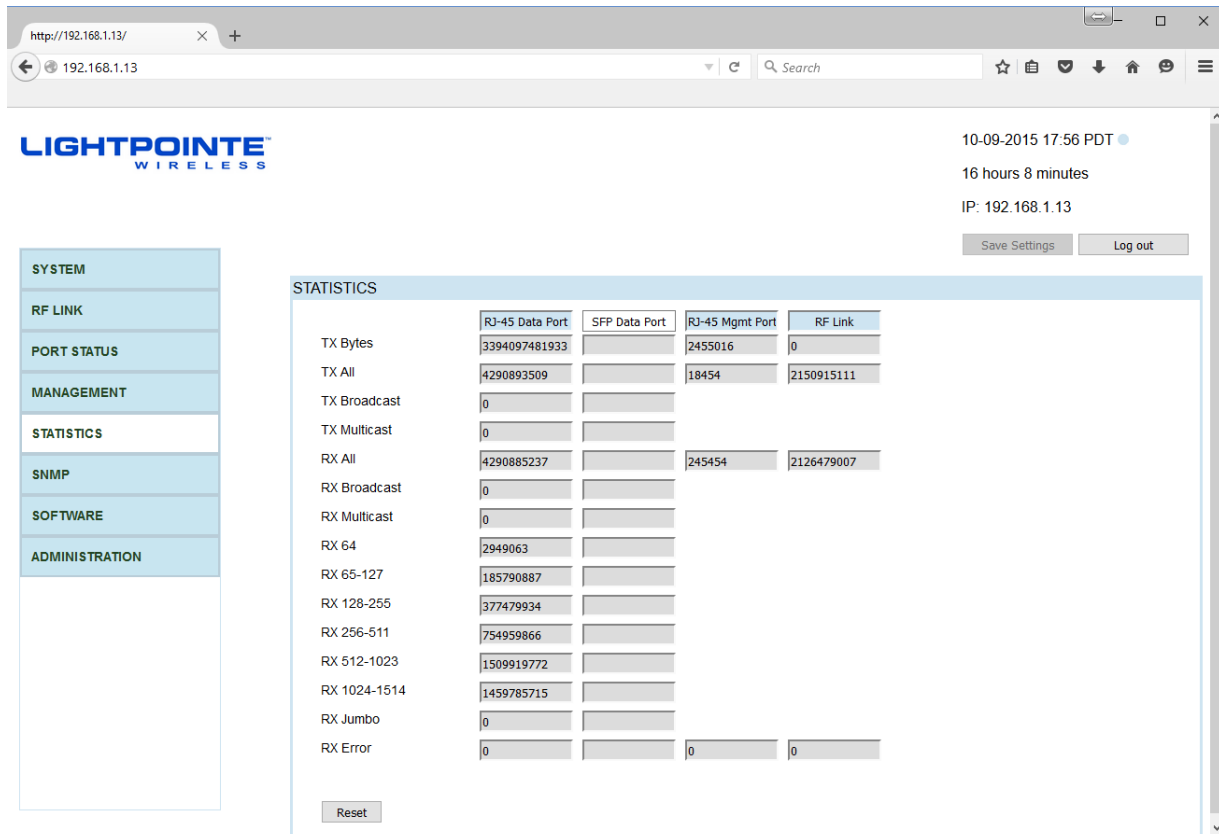 http://192.168.1.13/
192.168.1.13
Search
LIGHTPOINTE™
WIRELESS
10-09-2015 17:56 PDT
16 hours 8 minutes
IP: 192.168.1.13
Save Settings Log out
SYSTEM
RF LINK
PORT STATUS
MANAGEMENT
STATISTICS
SNMP
SOFTWARE
ADMINISTRATION
STATISTICS
RJ-45 Data Port SFP Data Port RJ-45 Mgmt Port RF Link
TX Bytes 3394097481933 2455016 0
TX All 4290893509 18454 2150915111
TX Broadcast 0
TX Multicast 0
RX All 4290885237 245454 2126479007
RX Broadcast 0
RX Multicast 0
RX 64 2949063
RX 65-127 185790887
RX 128-255 377479934
RX 256-511 754959866
RX 512-1023 1509919772
RX 1024-1514 1459785715
RX Jumbo 0
RX Error 0 0 0
Reset